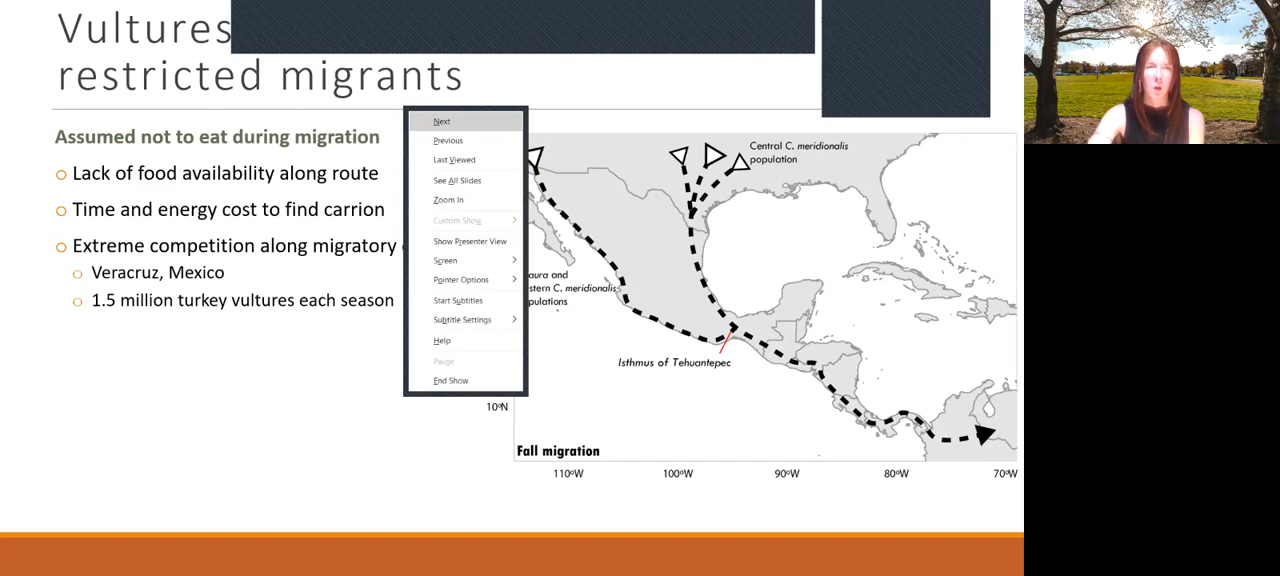 Vultures
restricted migrants
Assumed not to eat during migration
Lack of food availability along route
Time and energy cost to find carrion
Extreme competition along migratory
Veracruz, Mexico
1.5 million turkey vultures each season
Next
Previous
Last Viewed
See All Slides
Zoom In
Custom Show
Show Presenter View
Screen
Pointer Options
Start Subtitles
Subtitle Settings
Help
Pause
End Show
Central C. meridionalis
population
and
C. meridionalis
Isthmus of Tehuantepec
10°N
Fall migration
110°W
100°W
90°W
80°W
70°W